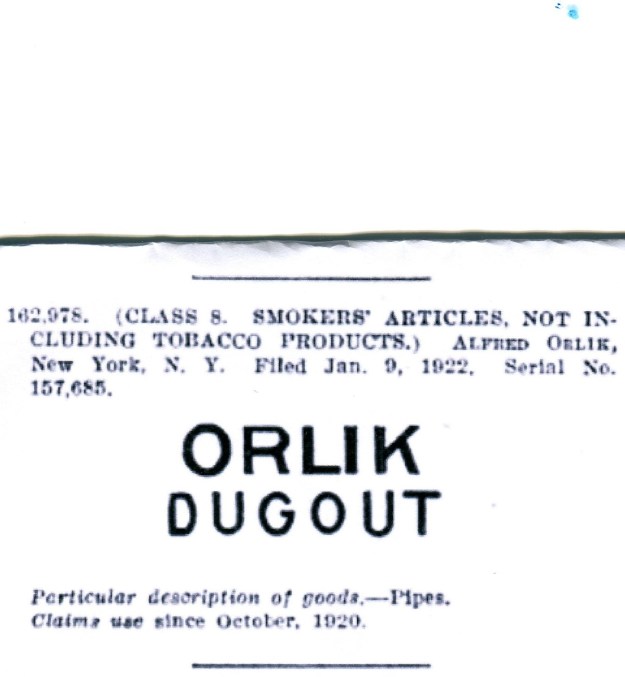 162,978. (CLASS 8. SMOKERS' ARTICLES, NOT IN-
CLUDING TOBACCO PRODUCTS.) ALFRED ORLIK,
New York, N. Y. Filed Jan. 9, 1922. Serial No.
157,685.
ORLIK
DUGOUT
Particular description of goods.—Pipes.
Claims use since October, 1920.